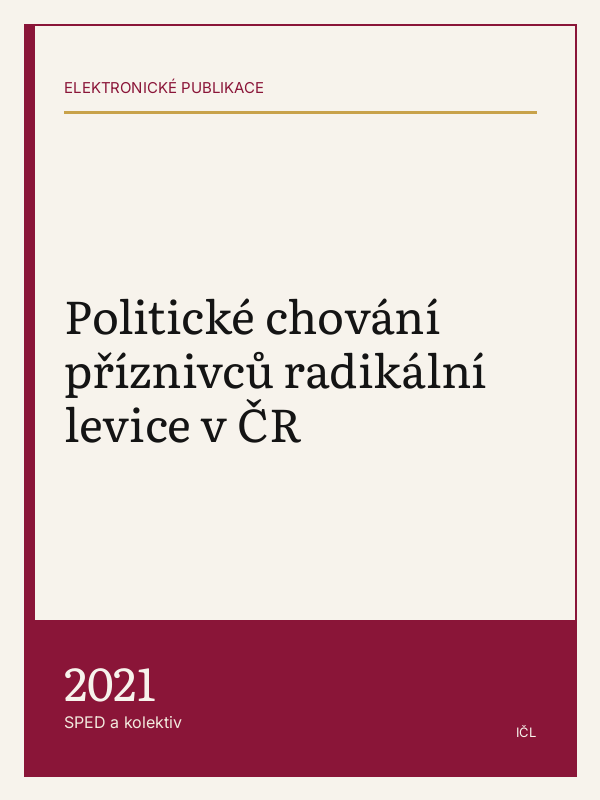 ELEKTRONICKÉ PUBLIKACE
Politické chování
příznivců radikální
levice v ČR
2021
SPED a kolektiv
IČL